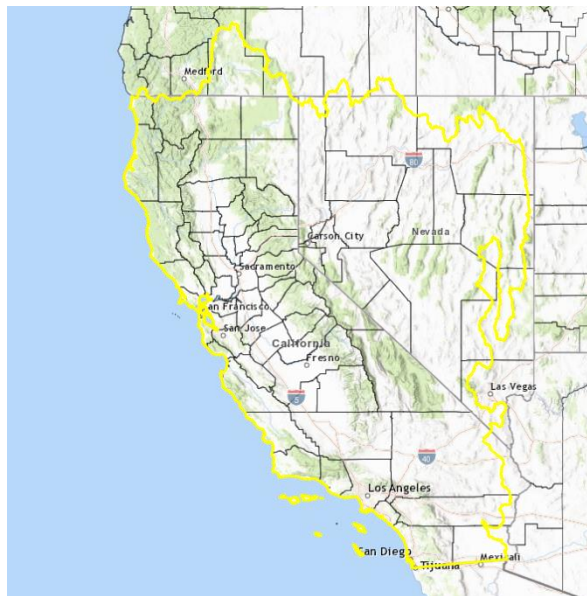 Medford
80
Carson City
Nevada
Sacramento
San Francisco
San Jose
California
Fresno
5
Las Vegas
40
Los Angeles
San Diego
Tijuana
Mexicali